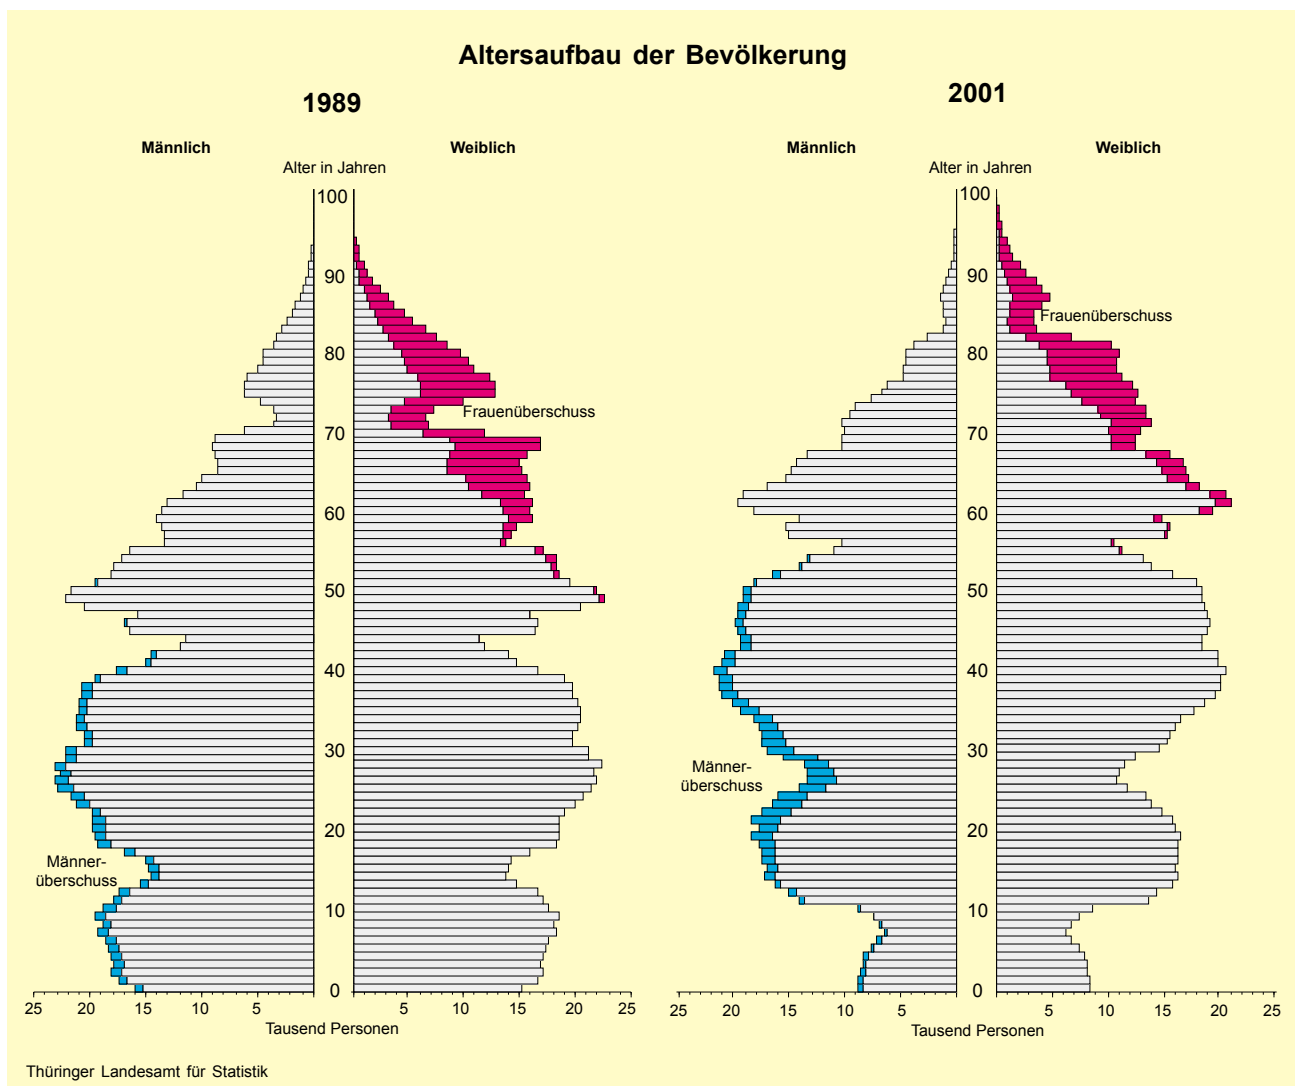 Altersaufbau der Bevölkerung
1989
2001
Männlich
Weiblich
Männlich
Weiblich
Alter in Jahren
Alter in Jahren
100
90
80
70
60
50
40
30
20
10
0
100
90
80
70
60
50
40
30
20
10
0
Frauenüberschuss
Frauenüberschuss
Männer-
überschuss
Männer-
überschuss
25 20 15 10 5
5 10 15 20 25
25 20 15 10 5
5 10 15 20 25
Tausend Personen
Tausend Personen
Thüringer Landesamt für Statistik